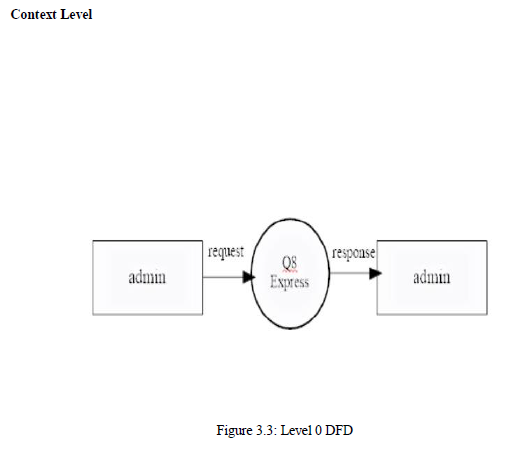 Context Level
request
response
admin
Q8
Express
admin
Figure 3.3: Level 0 DFD